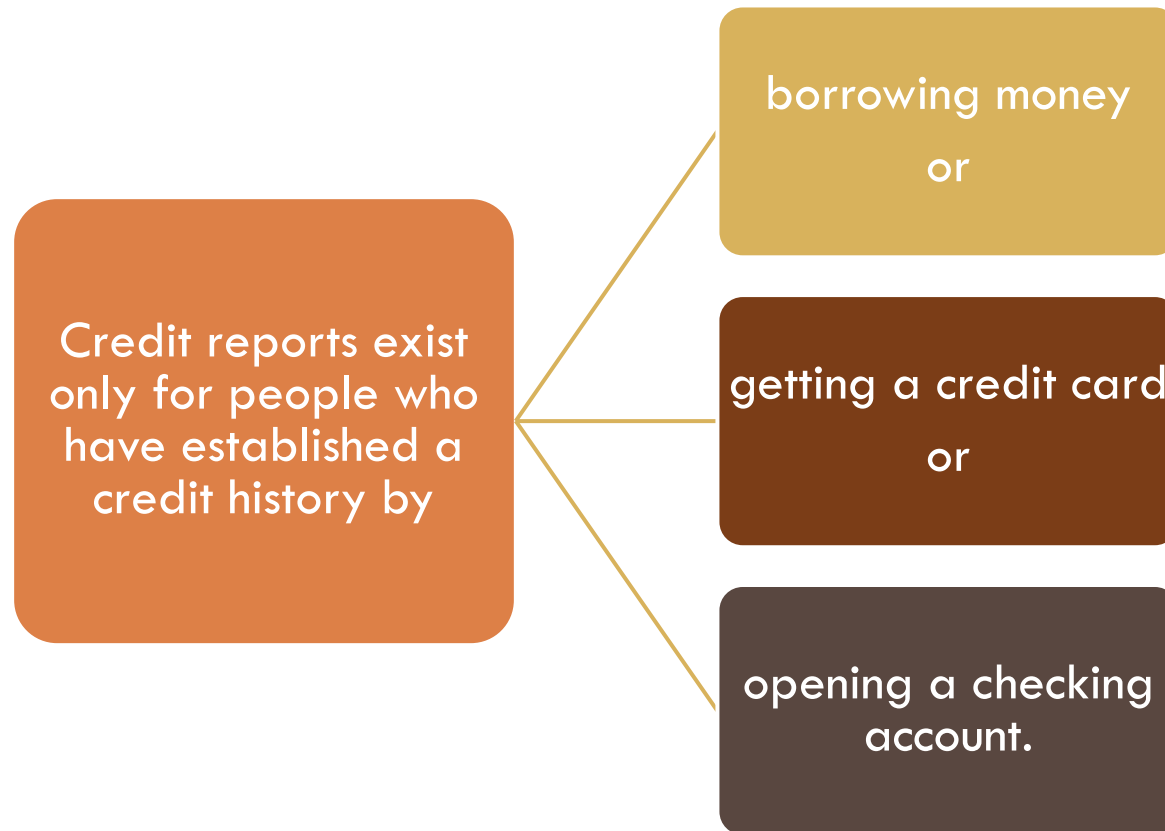 Credit reports exist
only for people who
have established a
credit history by
borrowing money
or
getting a credit card
or
opening a checking
account.